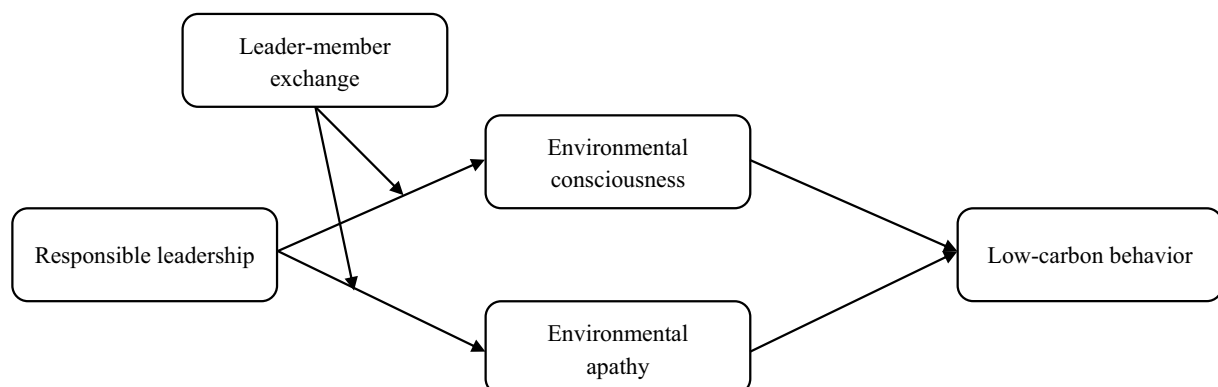 Leader-member
exchange
Environmental
consciousness
Responsible leadership
Low-carbon behavior
Environmental
apathy